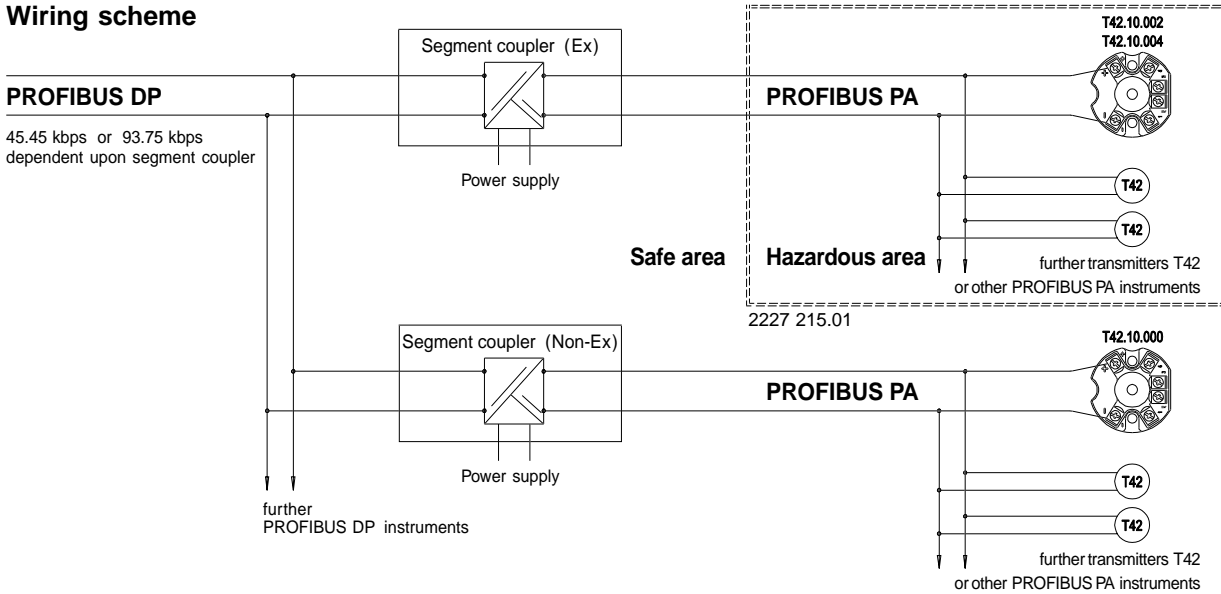 Wiring scheme
Segment coupler (Ex)
T42.10.002
T42.10.004
PROFIBUS DP
PROFIBUS PA
45.45 kbps or 93.75 kbps
dependent upon segment coupler
Power supply
T42
T42
Safe area
Hazardous area
further transmitters T42
or other PROFIBUS PA instruments
2227 215.01
Segment coupler (Non-Ex)
T42.10.000
PROFIBUS PA
Power supply
T42
T42
further
PROFIBUS DP instruments
further transmitters T42
or other PROFIBUS PA instruments